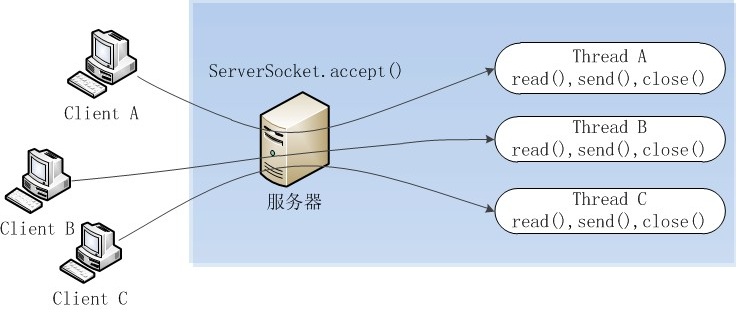 ServerSocket.accept()
Client A
Client B
Client C
服务器
Thread A
read(),send(),close()
Thread B
read(),send(),close()
Thread C
read(),send(),close()